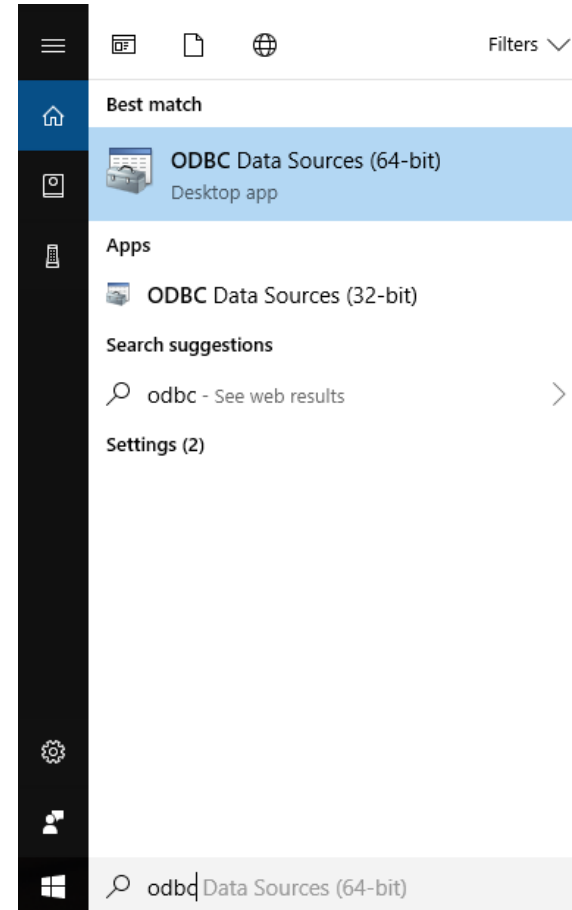 Filters
Best match
ODBC Data Sources (64-bit)
Desktop app
Apps
ODBC Data Sources (32-bit)
Search suggestions
odbc - See web results
Settings (2)
odbc Data Sources (64-bit)